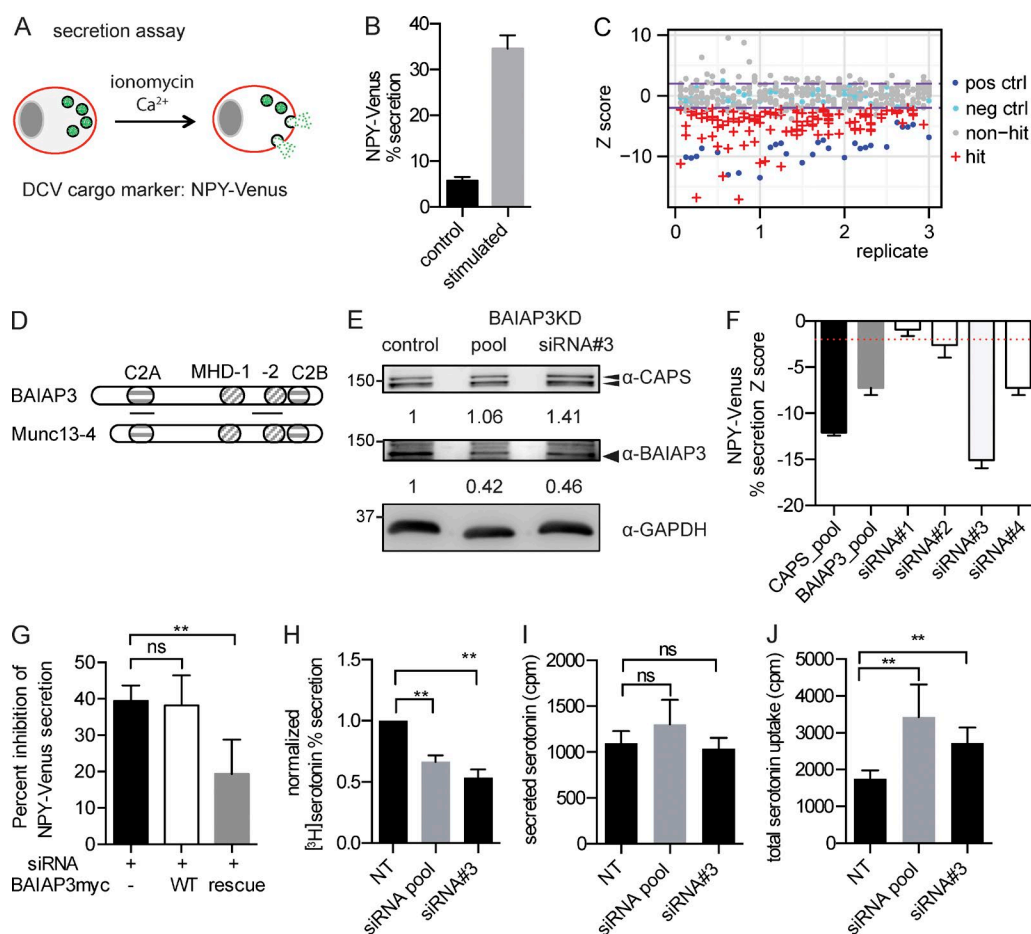 A secretion assay
ionomycin
Ca²⁺
DCV cargo marker: NPY-Venus
B
NPY-Venus
% secretion
40
30
20
10
0
control
stimulated
C
Z score
10
0
−10
0 1 2 3
replicate
pos ctrl
neg ctrl
non-hit
hit
D
C2A MHD-1 -2 C2B
BAIAP3
Munc13-4
E
BAIAP3KD
control pool siRNA#3
150
α-CAPS
1 1.06 1.41
150
α-BAIAP3
1 0.42 0.46
37
α-GAPDH
F
NPY-Venus
% secretion Z score
0
-5
-10
-15
-20
CAPS_pool
BAIAP3_pool
siRNA#1
siRNA#2
siRNA#3
siRNA#4
G
Percent inhibition of
NPY-Venus secretion
50
40
30
20
10
0
**
ns
siRNA + + +
BAIAP3myc - WT rescue
H
normalized
[³H]serotonin % secretion
1.5
1.0
0.5
0.0
**
**
NT
siRNA pool
siRNA#3
I
secreted serotonin (cpm)
2000
1500
1000
500
0
ns
ns
NT
siRNA pool
siRNA#3
J
total serotonin uptake (cpm)
6000
5000
4000
3000
2000
1000
0
**
**
NT
siRNA pool
siRNA#3